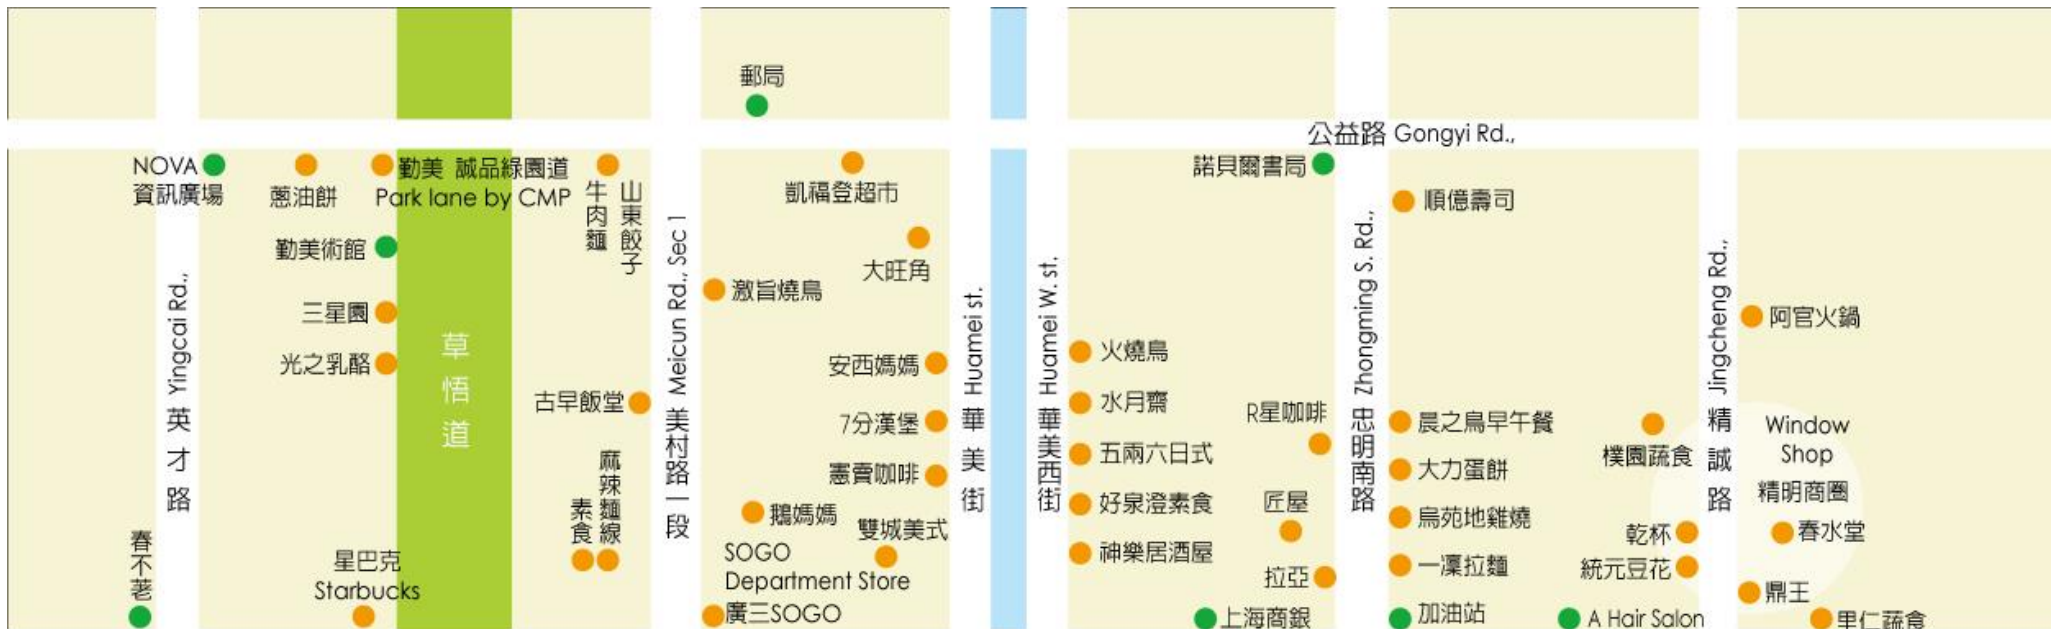 郵局
公益路 Gongyi Rd.,
NOVA
資訊廣場
蔥油餅
勤美 誠品綠園道
Park lane by CMP
牛肉麵
山東餃子
凱福登超市
諾貝爾書局
順億壽司
勤美術館
大旺角
三星園
激旨燒鳥
阿官火鍋
光之乳酪
草悟道
安西媽媽
火燒鳥
古早飯堂
7分漢堡
水月齋
R星咖啡
晨之鳥早午餐
樸園蔬食
Window
Shop
精明商圈
憲賣咖啡
五兩六日式
大力蛋餅
素食
麻辣麵線
鵝媽媽
雙城美式
好泉澄素食
匠屋
烏苑地雞燒
乾杯
春水堂
春不荖
星巴克
Starbucks
SOGO
Department Store
廣三SOGO
神樂居酒屋
拉亞
一凜拉麵
統元豆花
鼎王
上海商銀
加油站
A Hair Salon
里仁蔬食
英才路 Yingcai Rd.,
美村路一段 Meicun Rd., Sec 1
華美街 Huamei st.
華美西街 Huamei W. st.
忠明南路 Zhongming S. Rd.,
精誠路 Jingcheng Rd.,